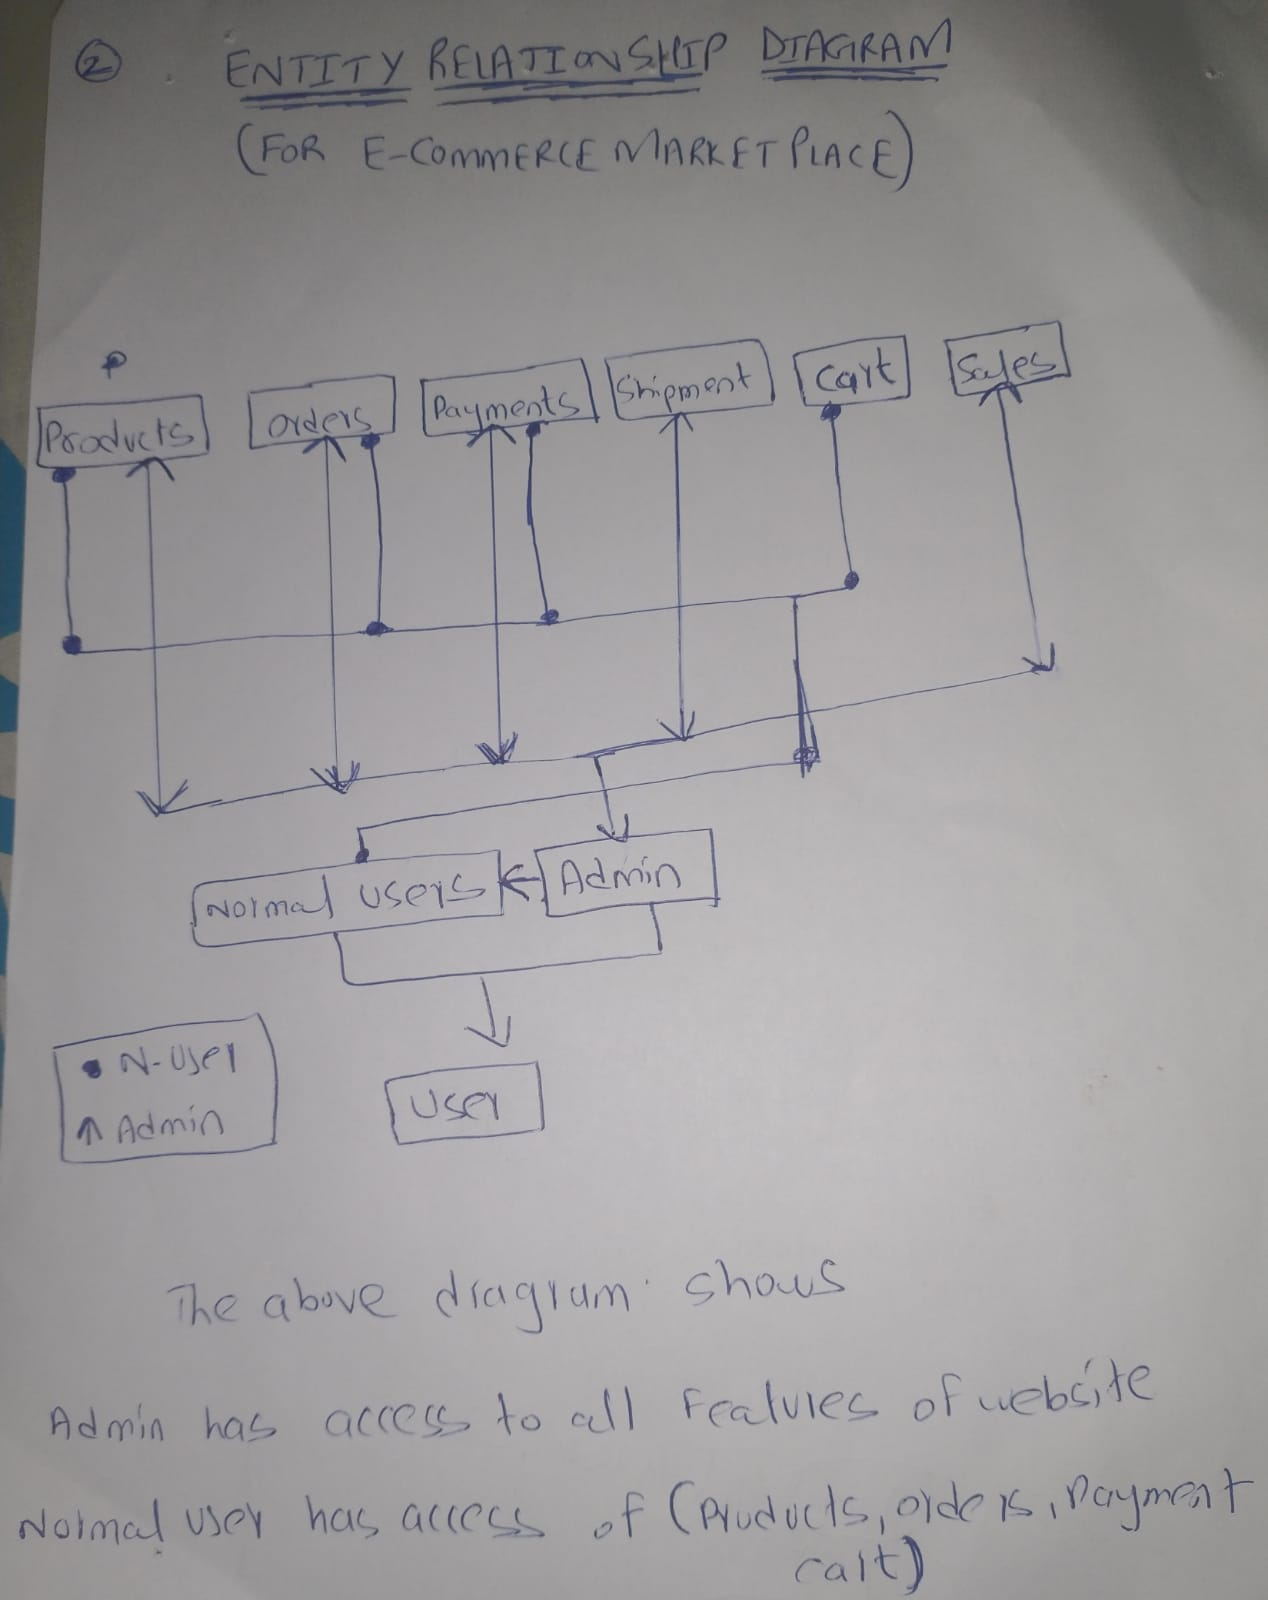 2
ENTITY RELATIONSHIP DIAGRAM
(FOR E-COMMERCE MARKET PLACE)
P
Products
Orders
Payments
Shipment
Cart
Sales
Normal users
Admin
N-User
Admin
User
The above diagram shows
Admin has access to all Features of website
Normal user has access of (Products, orders, Payment
cart)